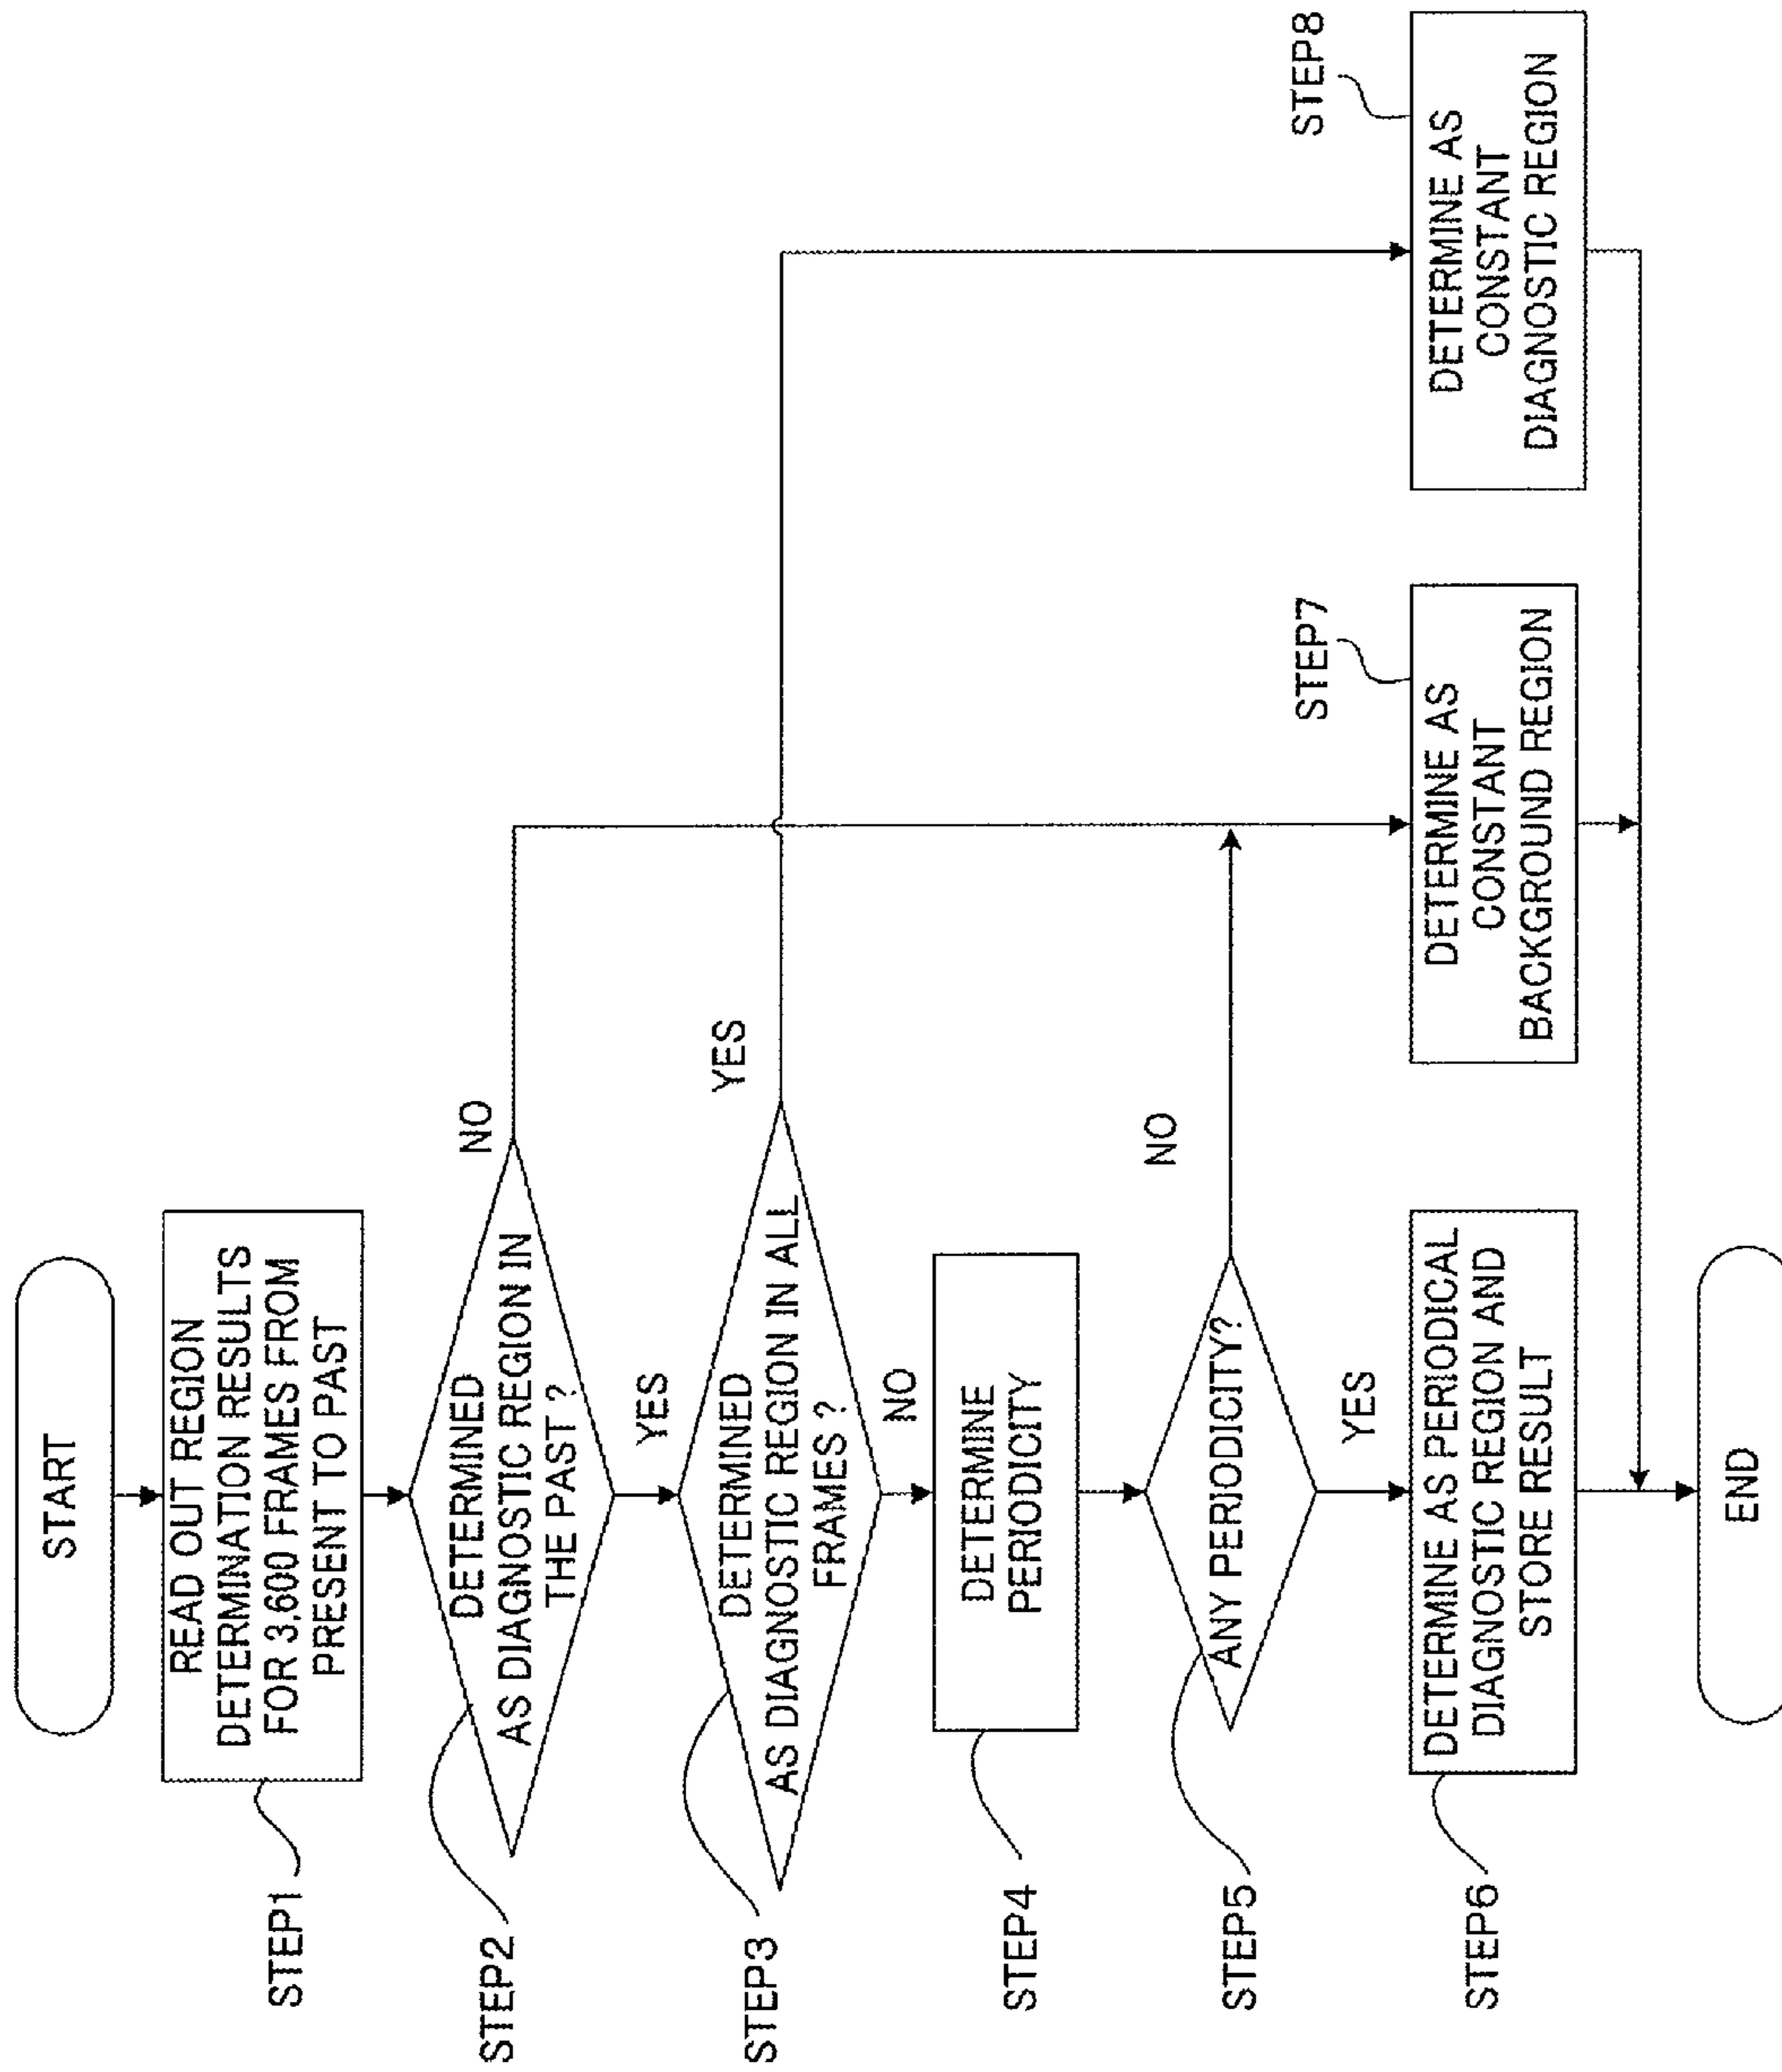 START
STEP1
READ OUT REGION
DETERMINATION RESULTS
FOR 3,600 FRAMES FROM
PRESENT TO PAST
STEP2
DETERMINED
AS DIAGNOSTIC REGION IN
THE PAST ?
NO
YES
STEP3
DETERMINED
AS DIAGNOSTIC REGION IN ALL
FRAMES ?
YES
NO
STEP4
DETERMINE
PERIODICITY
STEP5
ANY PERIODICITY?
NO
YES
STEP6
DETERMINE AS PERIODICAL
DIAGNOSTIC REGION AND
STORE RESULT
STEP7
DETERMINE AS
CONSTANT
BACKGROUND REGION
STEP8
DETERMINE AS
CONSTANT
DIAGNOSTIC REGION
END